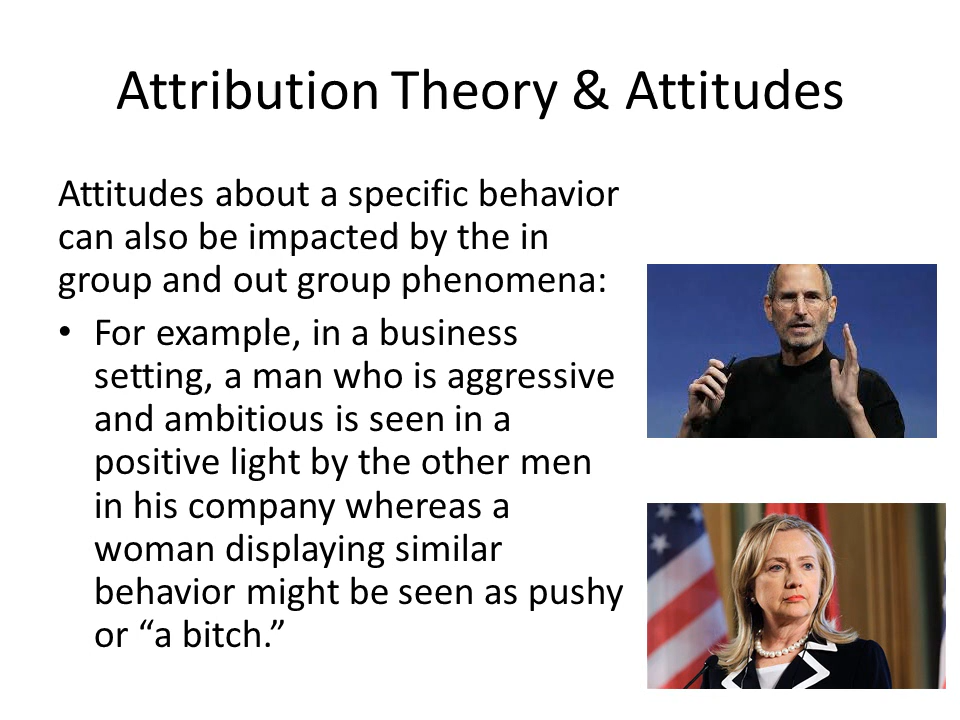 Attribution Theory & Attitudes
Attitudes about a specific behavior
can also be impacted by the in
group and out group phenomena:
• For example, in a business
setting, a man who is aggressive
and ambitious is seen in a
positive light by the other men
in his company whereas a
woman displaying similar
behavior might be seen as pushy
or “a bitch.”